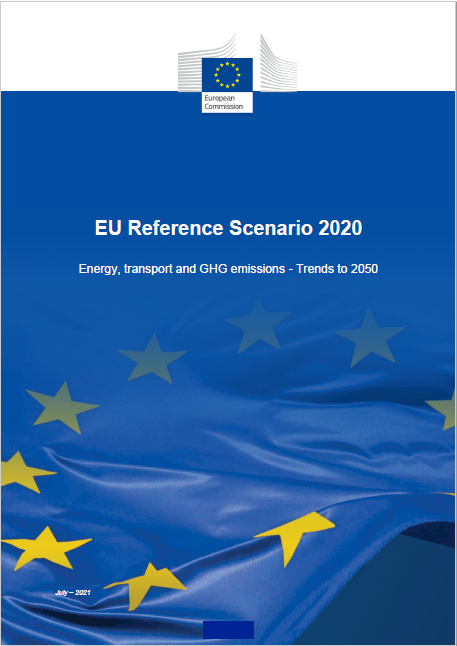 European
Commission
EU Reference Scenario 2020
Energy, transport and GHG emissions - Trends to 2050
July – 2021